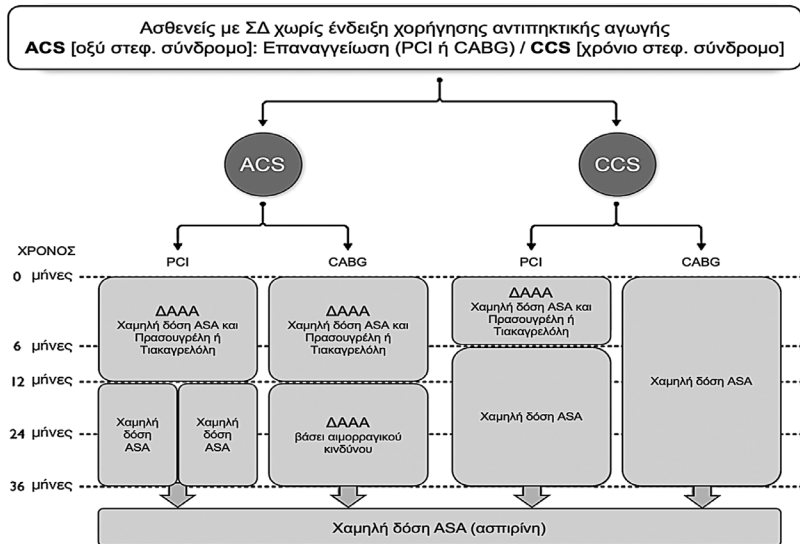 Ασθενείς με ΣΔ χωρίς ένδειξη χορήγησης αντιπηκτικής αγωγής
ACS [οξύ στεφ. σύνδρομο]: Επαναγγείωση (PCI ή CABG) / CCS [χρόνιο στεφ. σύνδρομο]
ACS
CCS
ΧΡΟΝΟΣ
PCI
CABG
PCI
CABG
0 μήνες
ΔΑΑΑ
Χαμηλή δόση ASA και
Πρασουγρέλη ή
Τιακαγρελόλη
ΔΑΑΑ
Χαμηλή δόση ASA και
Πρασουγρέλη ή
Τιακαγρελόλη
ΔΑΑΑ
Χαμηλή δόση ASA και
Πρασουγρέλη ή
Τιακαγρελόλη
6 μήνες
12 μήνες
Χαμηλή δόση ASA
Χαμηλή
δόση
ASA
Χαμηλή
δόση
ASA
ΔΑΑΑ
βάσει αιμορραγικού
κινδύνου
Χαμηλή δόση ASA
24 μήνες
36 μήνες
Χαμηλή δόση ASA (ασπιρίνη)